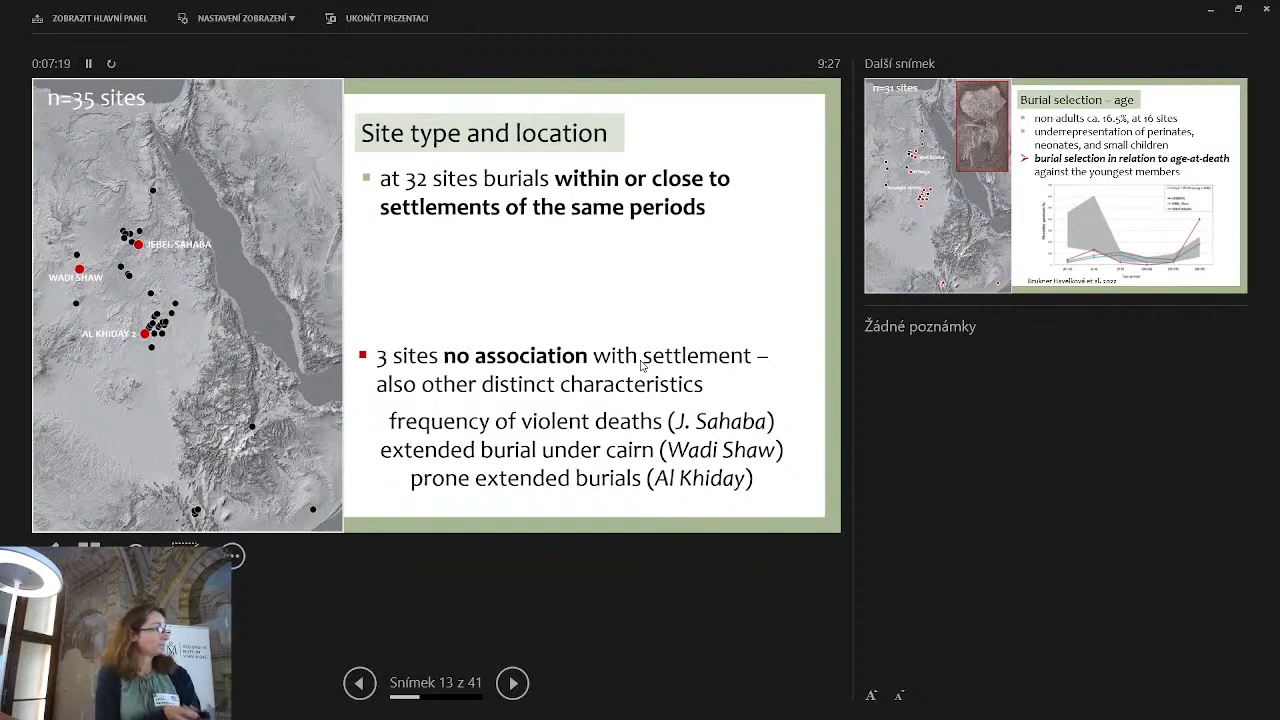 ZOBRAZIT HLAVNÍ PANEL
NASTAVENÍ ZOBRAZENÍ ▾
UKONČIT PREZENTACI
0:07:19
9:27
n=35 sites
JEBEL SAHABA
WADI SHAW
AL KHIDAY 2
Site type and location
at 32 sites burials within or close to
settlements of the same periods
3 sites no association with settlement –
also other distinct characteristics
frequency of violent deaths (J. Sahaba)
extended burial under cairn (Wadi Shaw)
prone extended burials (Al Khiday)
Další snímek
n=31 sites
Burial selection – age
non-adults ca. 16.5%, at 16 sites
underrepresentation of perinates,
neonates, and small children
burial selection in relation to age-at-death
against the youngest members
Brukner Havelková et al. 2022
Žádné poznámky
Snímek 13 z 41